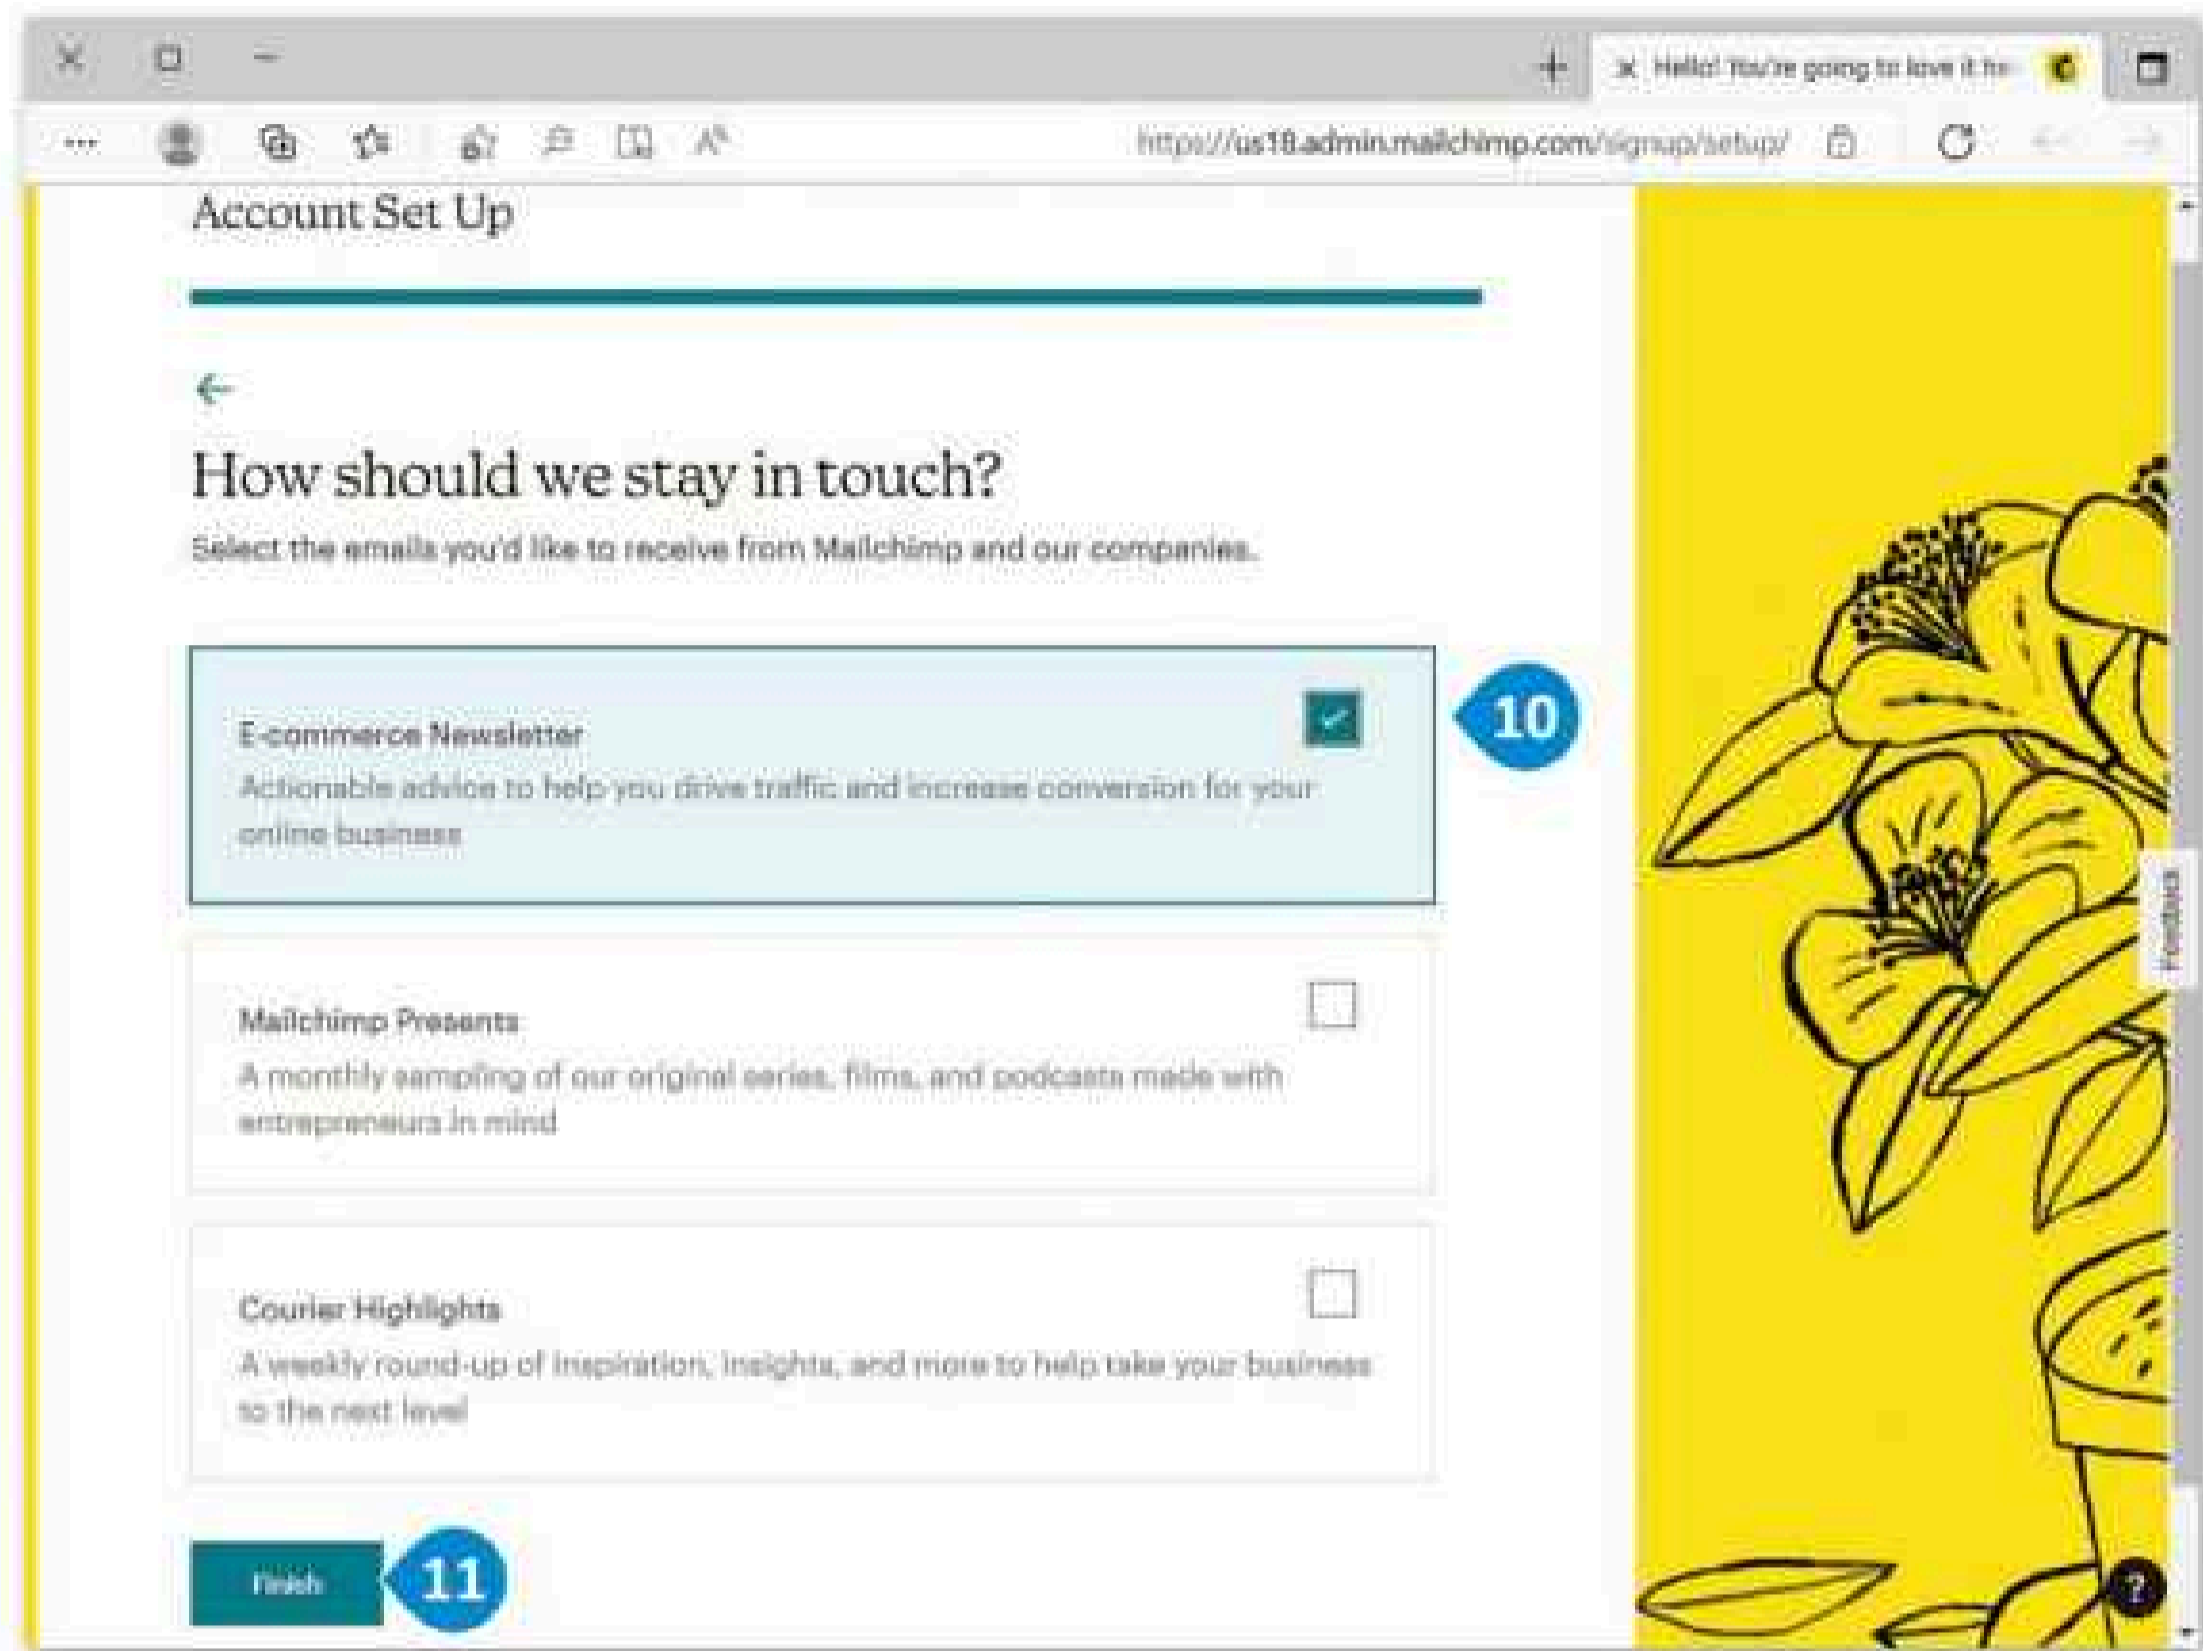 Hello! You're going to love it he
https://us18.admin.mailchimp.com/signup/setup/
Account Set Up
How should we stay in touch?
Select the emails you'd like to receive from Mailchimp and our companies.
E-commerce Newsletter
Actionable advice to help you drive traffic and increase conversion for your
online business
10
Mailchimp Presents
A monthly sampling of our original series, films, and podcasts made with
entrepreneurs in mind
Courier Highlights
A weekly round-up of inspiration, insights, and more to help take your business
to the next level
Finish
11
Feedback
?